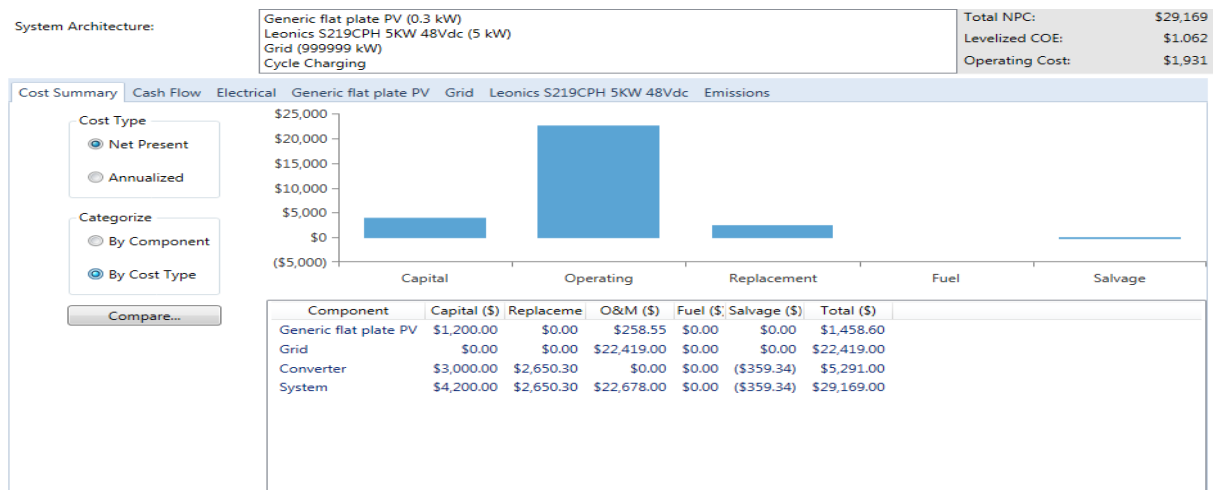 System Architecture:
Generic flat plate PV (0.3 kW)
Leonics S219CPH 5KW 48Vdc (5 kW)
Grid (999999 kW)
Cycle Charging
Total NPC: $29,169
Levelized COE: $1.062
Operating Cost: $1,931
Cost Summary Cash Flow Electrical Generic flat plate PV Grid Leonics S219CPH 5KW 48Vdc Emissions
Cost Type
Net Present
Annualized
Categorize
By Component
By Cost Type
Compare...
$25,000
$20,000
$15,000
$10,000
$5,000
$0
($5,000)
Capital Operating Replacement Fuel Salvage
Component Capital ($) Replaceme O&M ($) Fuel ($ Salvage ($) Total ($)
Generic flat plate PV $1,200.00 $0.00 $258.55 $0.00 $0.00 $1,458.60
Grid $0.00 $0.00 $22,419.00 $0.00 $0.00 $22,419.00
Converter $3,000.00 $2,650.30 $0.00 $0.00 ($359.34) $5,291.00
System $4,200.00 $2,650.30 $22,678.00 $0.00 ($359.34) $29,169.00